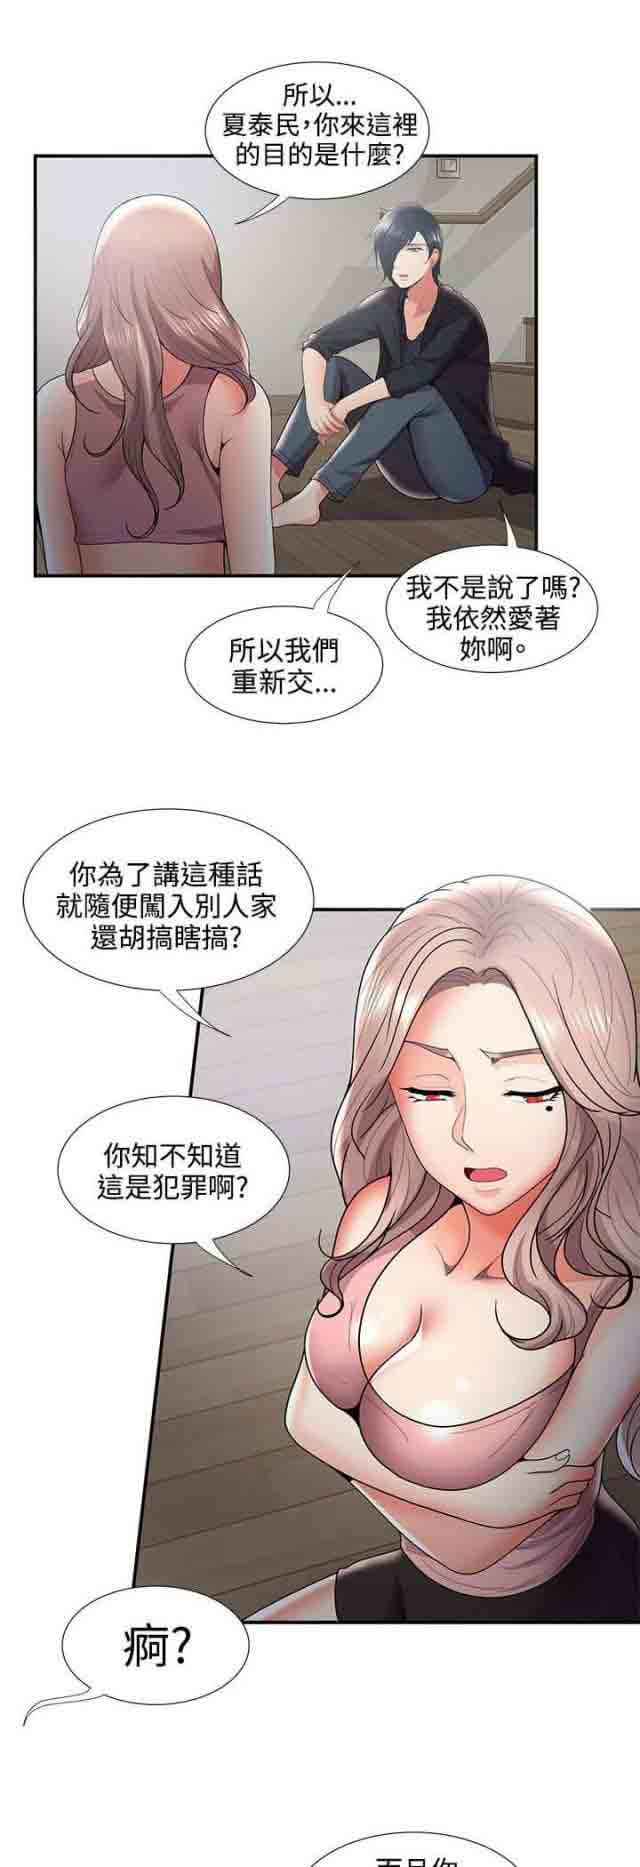 所以...
夏泰民,你來這裡
的目的是什麼?
我不是說了嗎?
我依然愛著
妳啊。
所以我們
重新交...
你為了講這種話
就隨便闖入別人家
還胡搞瞎搞?
你知不知道
這是犯罪啊?
痾?
而且你